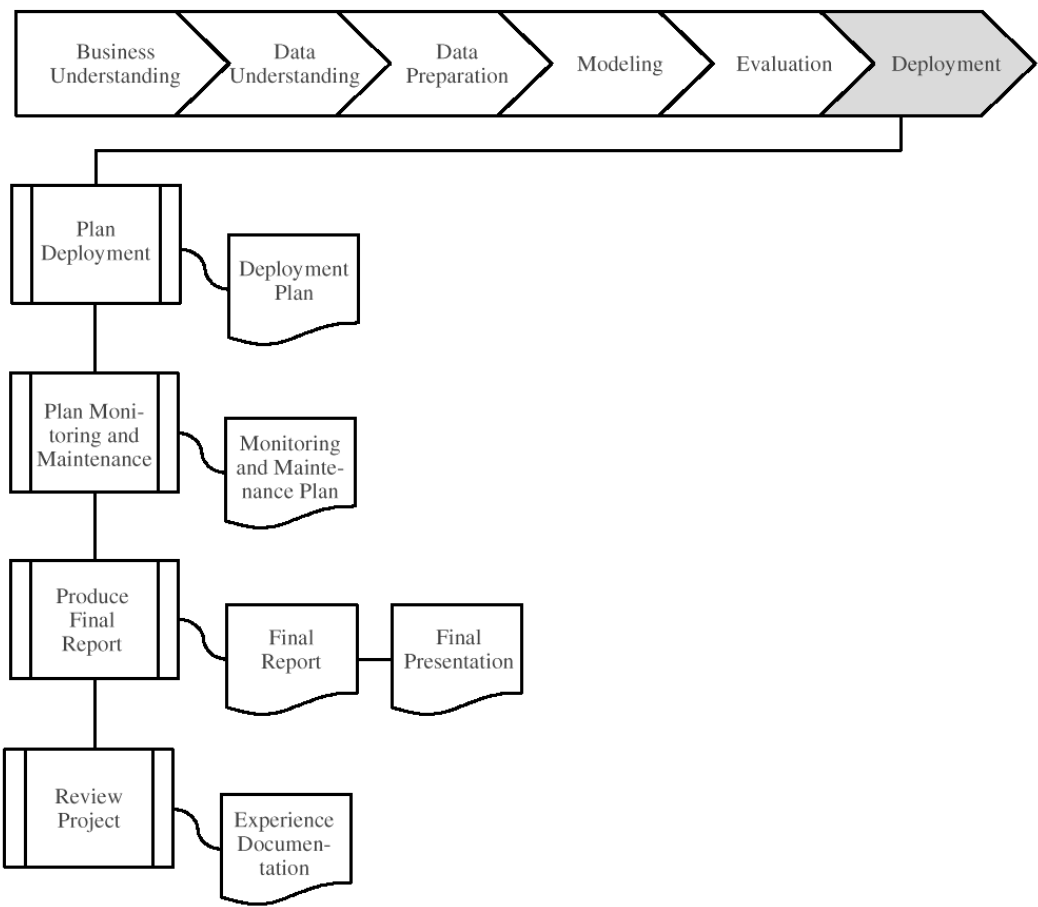 Business
Understanding
Data
Understanding
Data
Preparation
Modeling
Evaluation
Deployment
Plan
Deployment
Deployment
Plan
Plan Moni-
toring and
Maintenance
Monitoring
and Mainte-
nance Plan
Produce
Final
Report
Final
Report
Final
Presentation
Review
Project
Experience
Documen-
tation